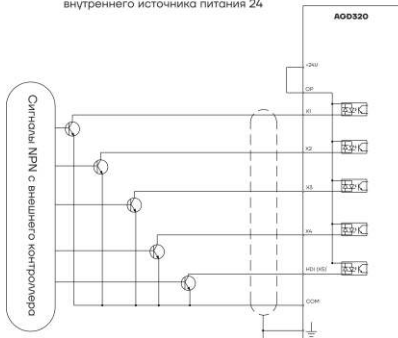 внутреннего источника питания 24
AOD320
+24V
OP
X1
X2
X3
X4
HDI (X5)
COM
Сигналы NPN с внешнего контроллера